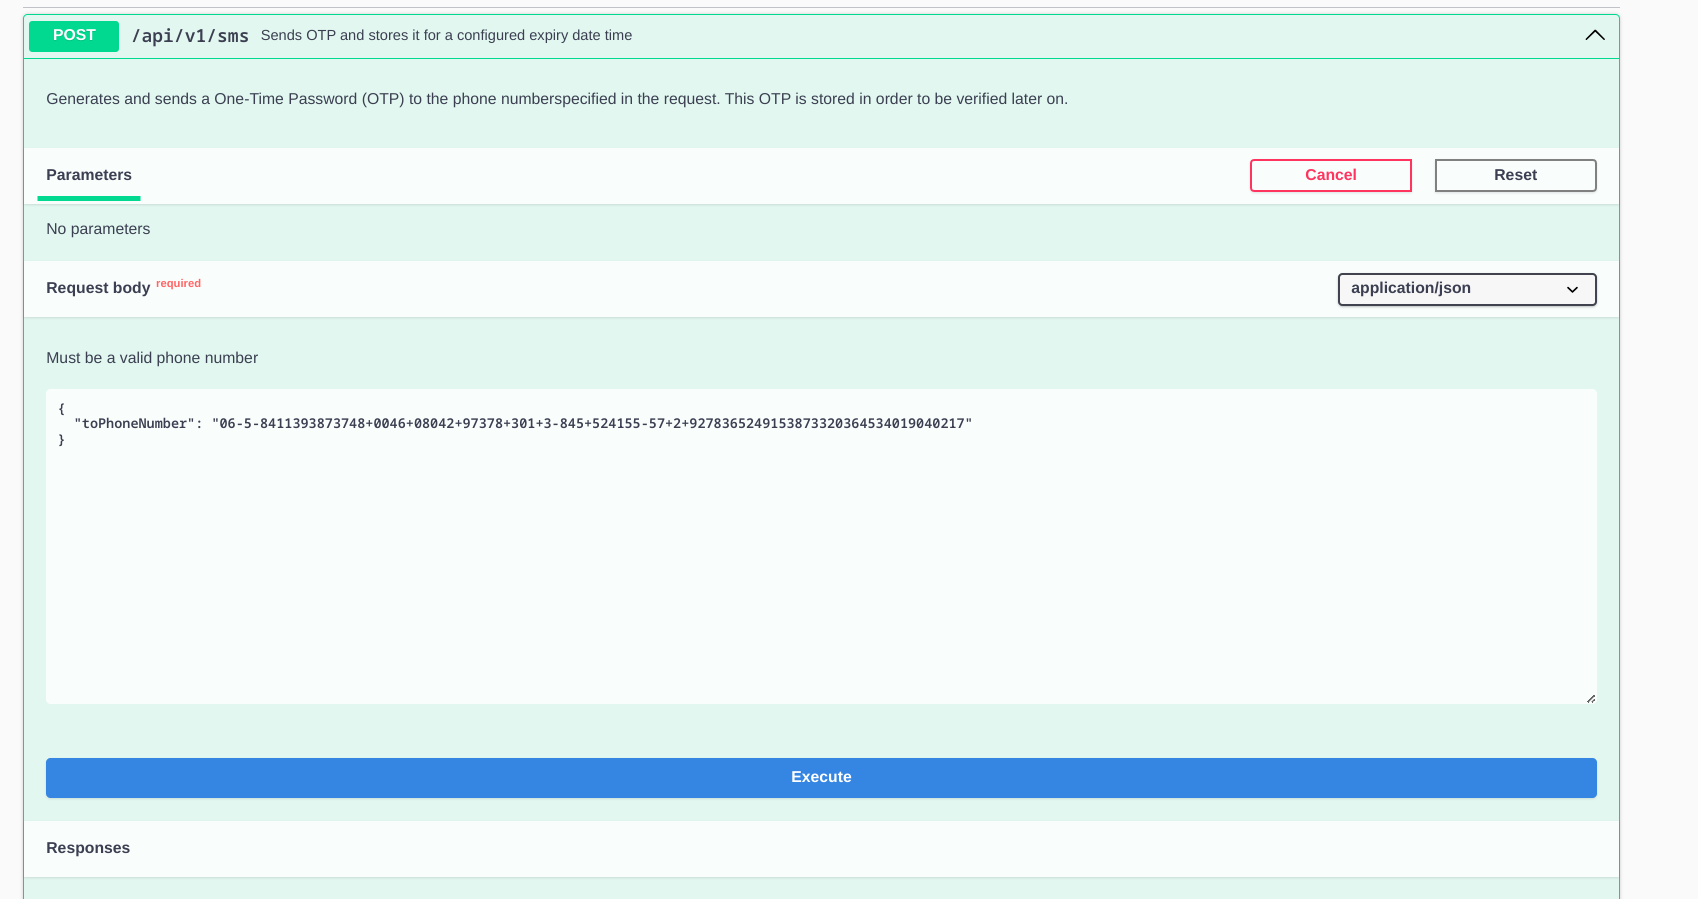 POST /api/v1/sms Sends OTP and stores it for a configured expiry date time
Generates and sends a One-Time Password (OTP) to the phone numberspecified in the request. This OTP is stored in order to be verified later on.
Parameters
Cancel
Reset
No parameters
Request body required
application/json
Must be a valid phone number
{
"toPhoneNumber": "06-5-8411393873748+0046+08042+97378+301+3-845+524155-57+2+9278365249153873320364534019040217"
}
Execute
Responses